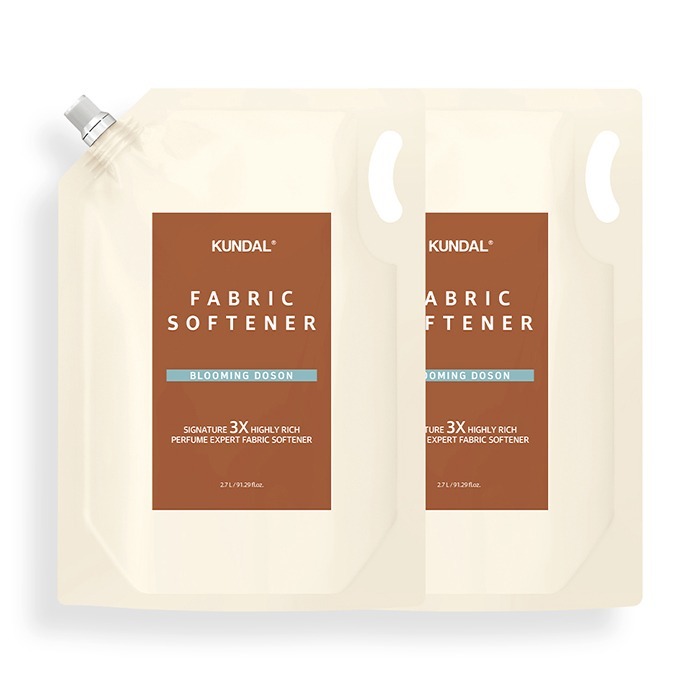 KUNDAL®
FABRIC
SOFTENER
BLOOMING DOSON
SIGNATURE 3X HIGHLY RICH
PERFUME EXPERT FABRIC SOFTENER
2.7 L / 91.29 fl.oz.
KUNDAL®
ABRIC
FTENER
OOMING DOSON
TURE 3X HIGHLY RICH
EXPERT FABRIC SOFTENER
2.7 L / 91.29 fl.oz.